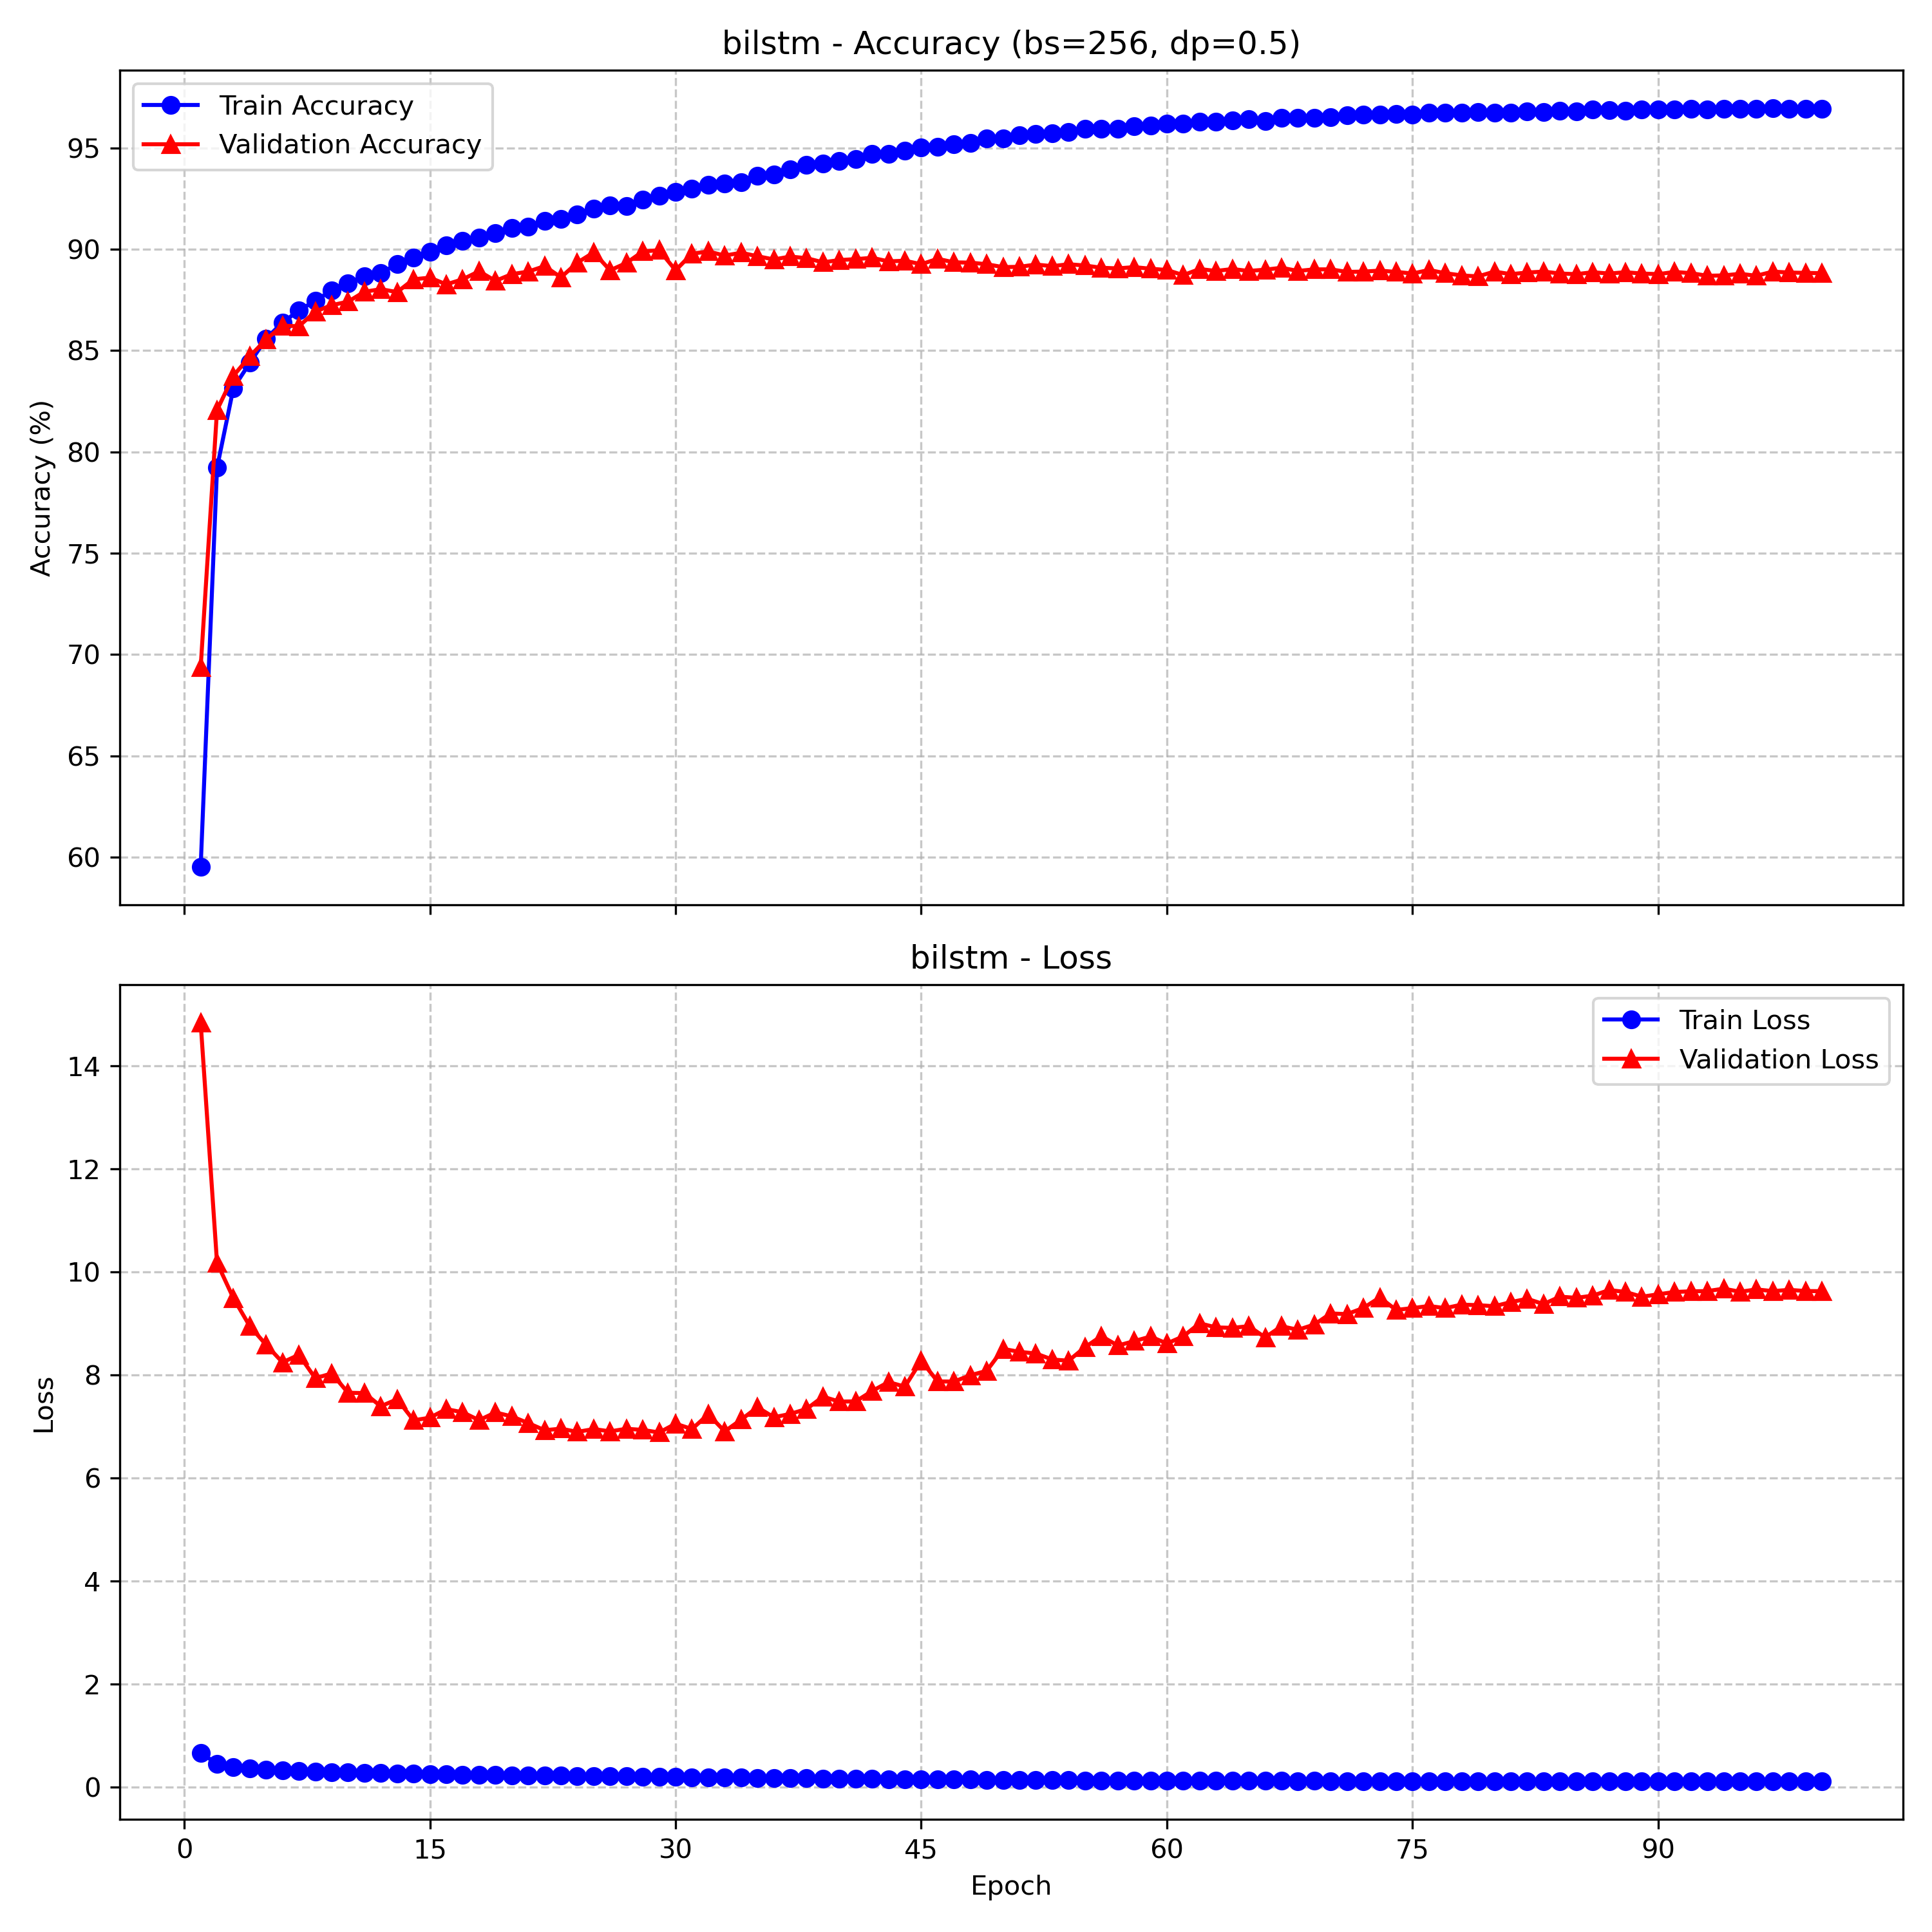 bilstm - Accuracy (bs=256, dp=0.5)
Train Accuracy
Validation Accuracy
95
90
85
80
75
70
65
60
Accuracy (%)
bilstm - Loss
Train Loss
Validation Loss
14
12
10
8
6
4
2
0
Loss
0 15 30 45 60 75 90
Epoch